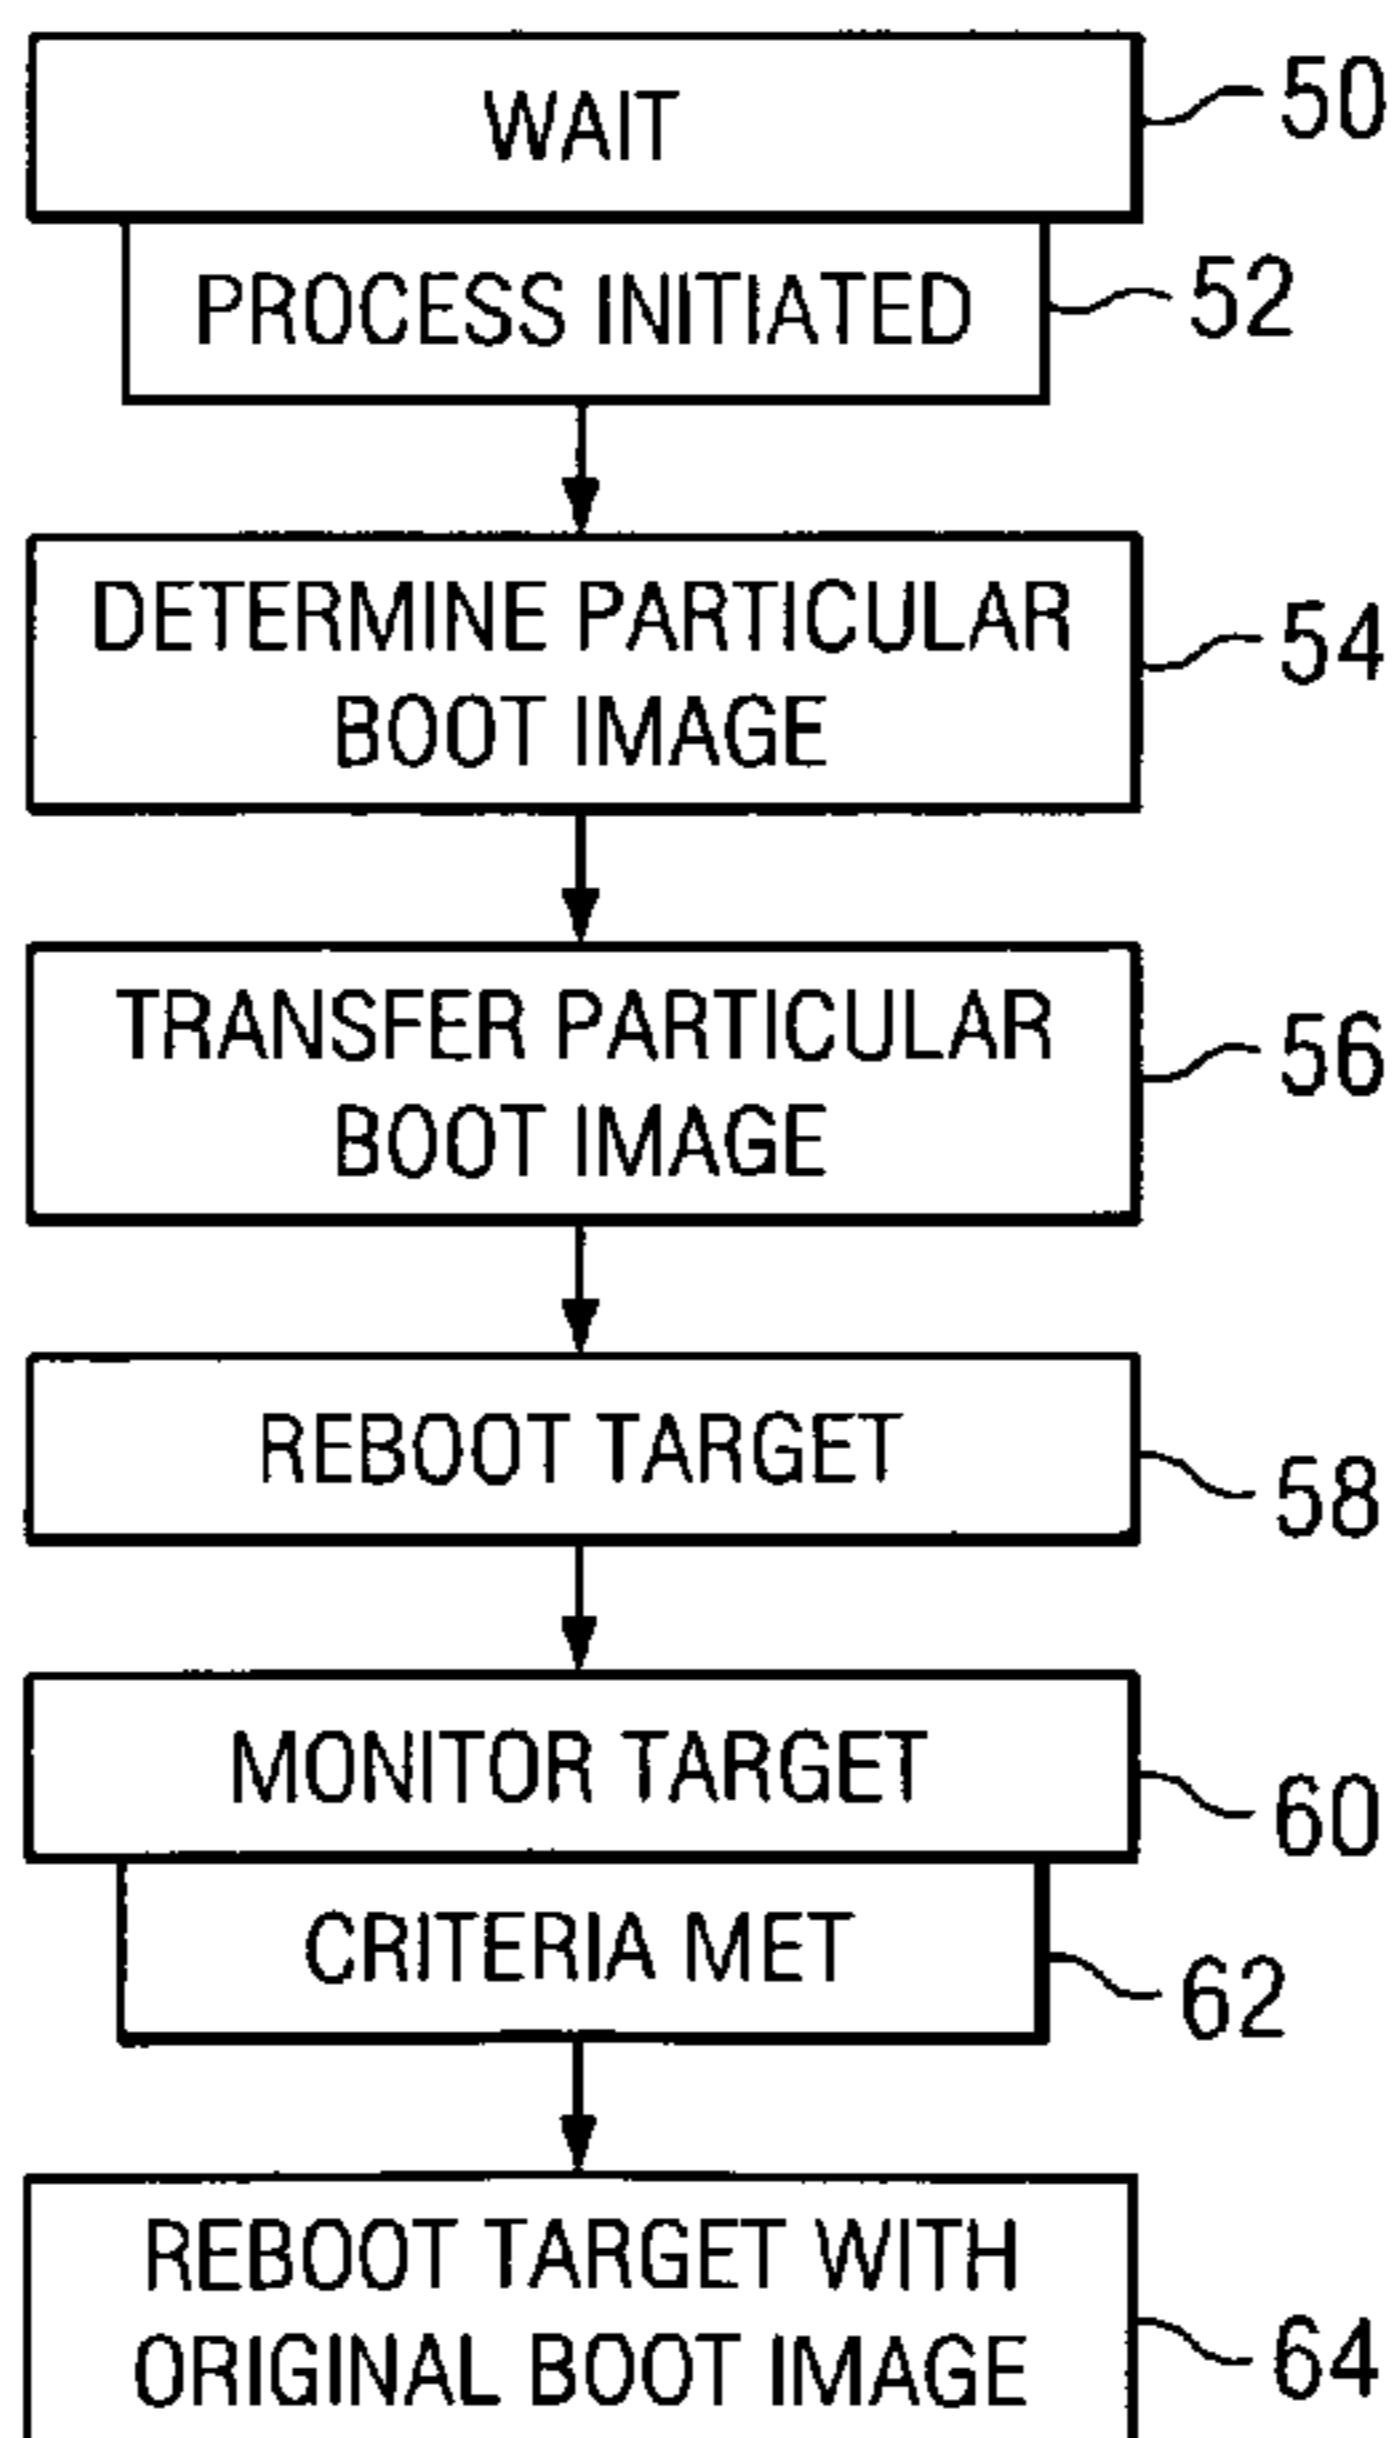 WAIT
50
PROCESS INITIATED
52
DETERMINE PARTICULAR
BOOT IMAGE
54
TRANSFER PARTICULAR
BOOT IMAGE
56
REBOOT TARGET
58
MONITOR TARGET
60
CRITERIA MET
62
REBOOT TARGET WITH
ORIGINAL BOOT IMAGE
64